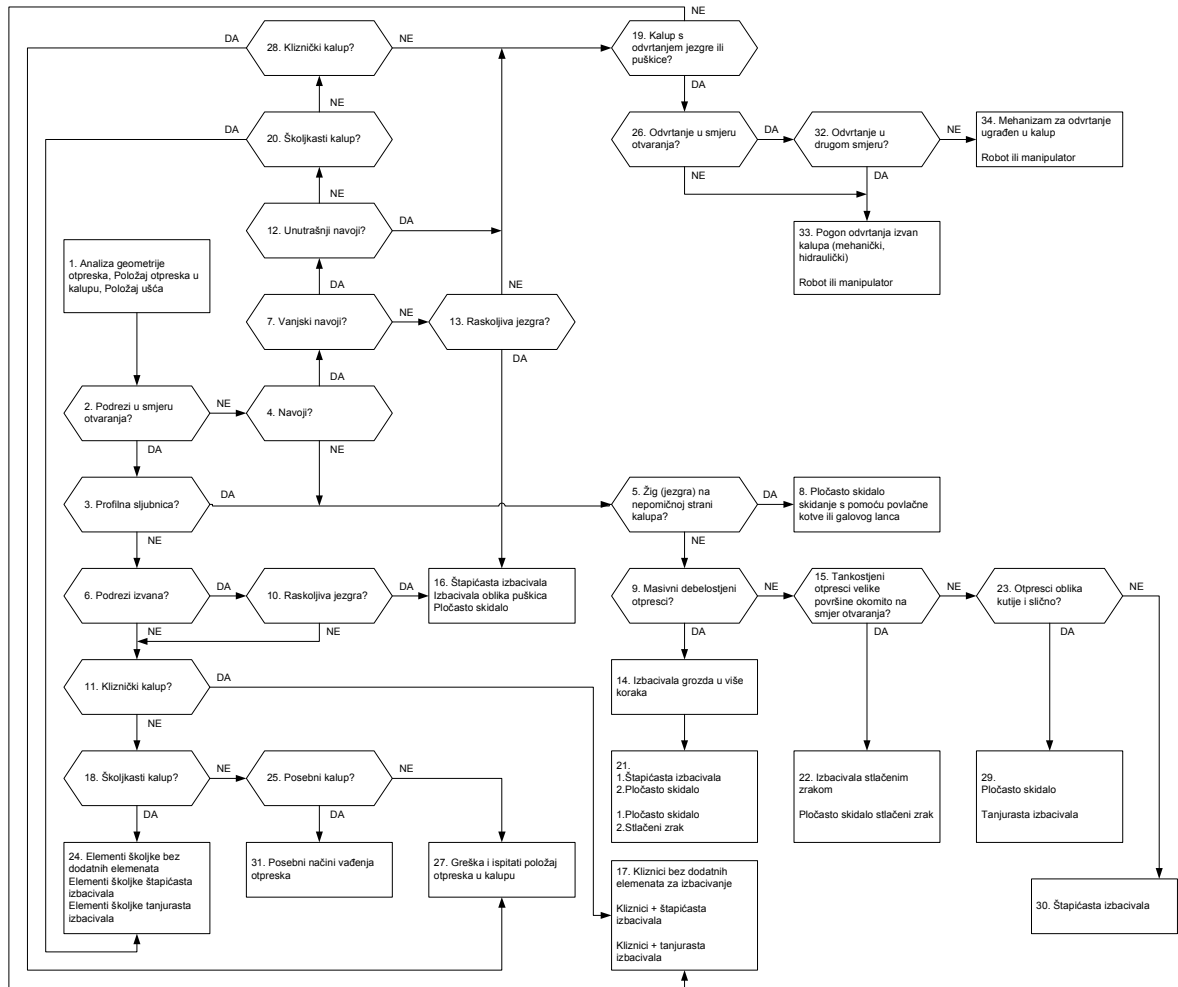 NE
DA
28. Kliznički kalup?
NE
19. Kalup s
odvrtanjem jezgre ili
puškice?
NE
DA
DA
20. Školjkasti kalup?
26. Odvrtanje u smjeru
otvaranja?
DA
32. Odvrtanje u
drugom smjeru?
NE
34. Mehanizam za odvrtanje
ugrađen u kalup
Robot ili manipulator
NE
NE
DA
12. Unutrašnji navoji?
DA
33. Pogon odvrtanja izvan
kalupa (mehanički,
hidraulički)
Robot ili manipulator
1. Analiza geometrije
otpreska, Položaj otpreska u
kalupu, Položaj ušća
DA
NE
7. Vanjski navoji?
NE
13. Raskoljiva jezgra?
DA
DA
2. Podrezi u smjeru
otvaranja?
NE
4. Navoji?
DA
NE
3. Profilna sljubnica?
DA
5. Žig (jezgra) na
nepomičnoj strani
kalupa?
DA
8. Pločasto skidalo
skidanje s pomoću povlačne
kotve ili galovog lanca
NE
NE
6. Podrezi izvana?
DA
10. Raskoljiva jezgra?
DA
16. Štapićasta izbacivala
Izbacivala oblika puškica
Pločasto skidalo
9. Masivni debelostjeni
otpresci?
NE
15. Tankostjeni
otpresci velike
površine okomito na
smjer otvaranja?
NE
23. Otpresci oblika
kutije i slično?
NE
NE
NE
DA
DA
DA
11. Kliznički kalup?
DA
14. Izbacivala grozda u više
koraka
NE
18. Školjkasti kalup?
NE
25. Posebni kalup?
NE
21.
1.Štapićasta izbacivala
2.Pločasto skidalo
1.Pločasto skidalo
2.Stlačeni zrak
22. Izbacivala stlačenim
zrakom
Pločasto skidalo stlačeni zrak
29.
Pločasto skidalo
Tanjurasta izbacivala
DA
DA
24. Elementi školjke bez
dodatnih elemenata
Elementi školjke štapićasta
izbacivala
Elementi školjke tanjurasta
izbacivala
31. Posebni načini vađenja
otpreska
27. Greška i ispitati položaj
otpreska u kalupu
17. Kliznici bez dodatnih
elemenata za izbacivanje
Kliznici + štapićasta
izbacivala
Kliznici + tanjurasta
izbacivala
30. Štapićasta izbacivala